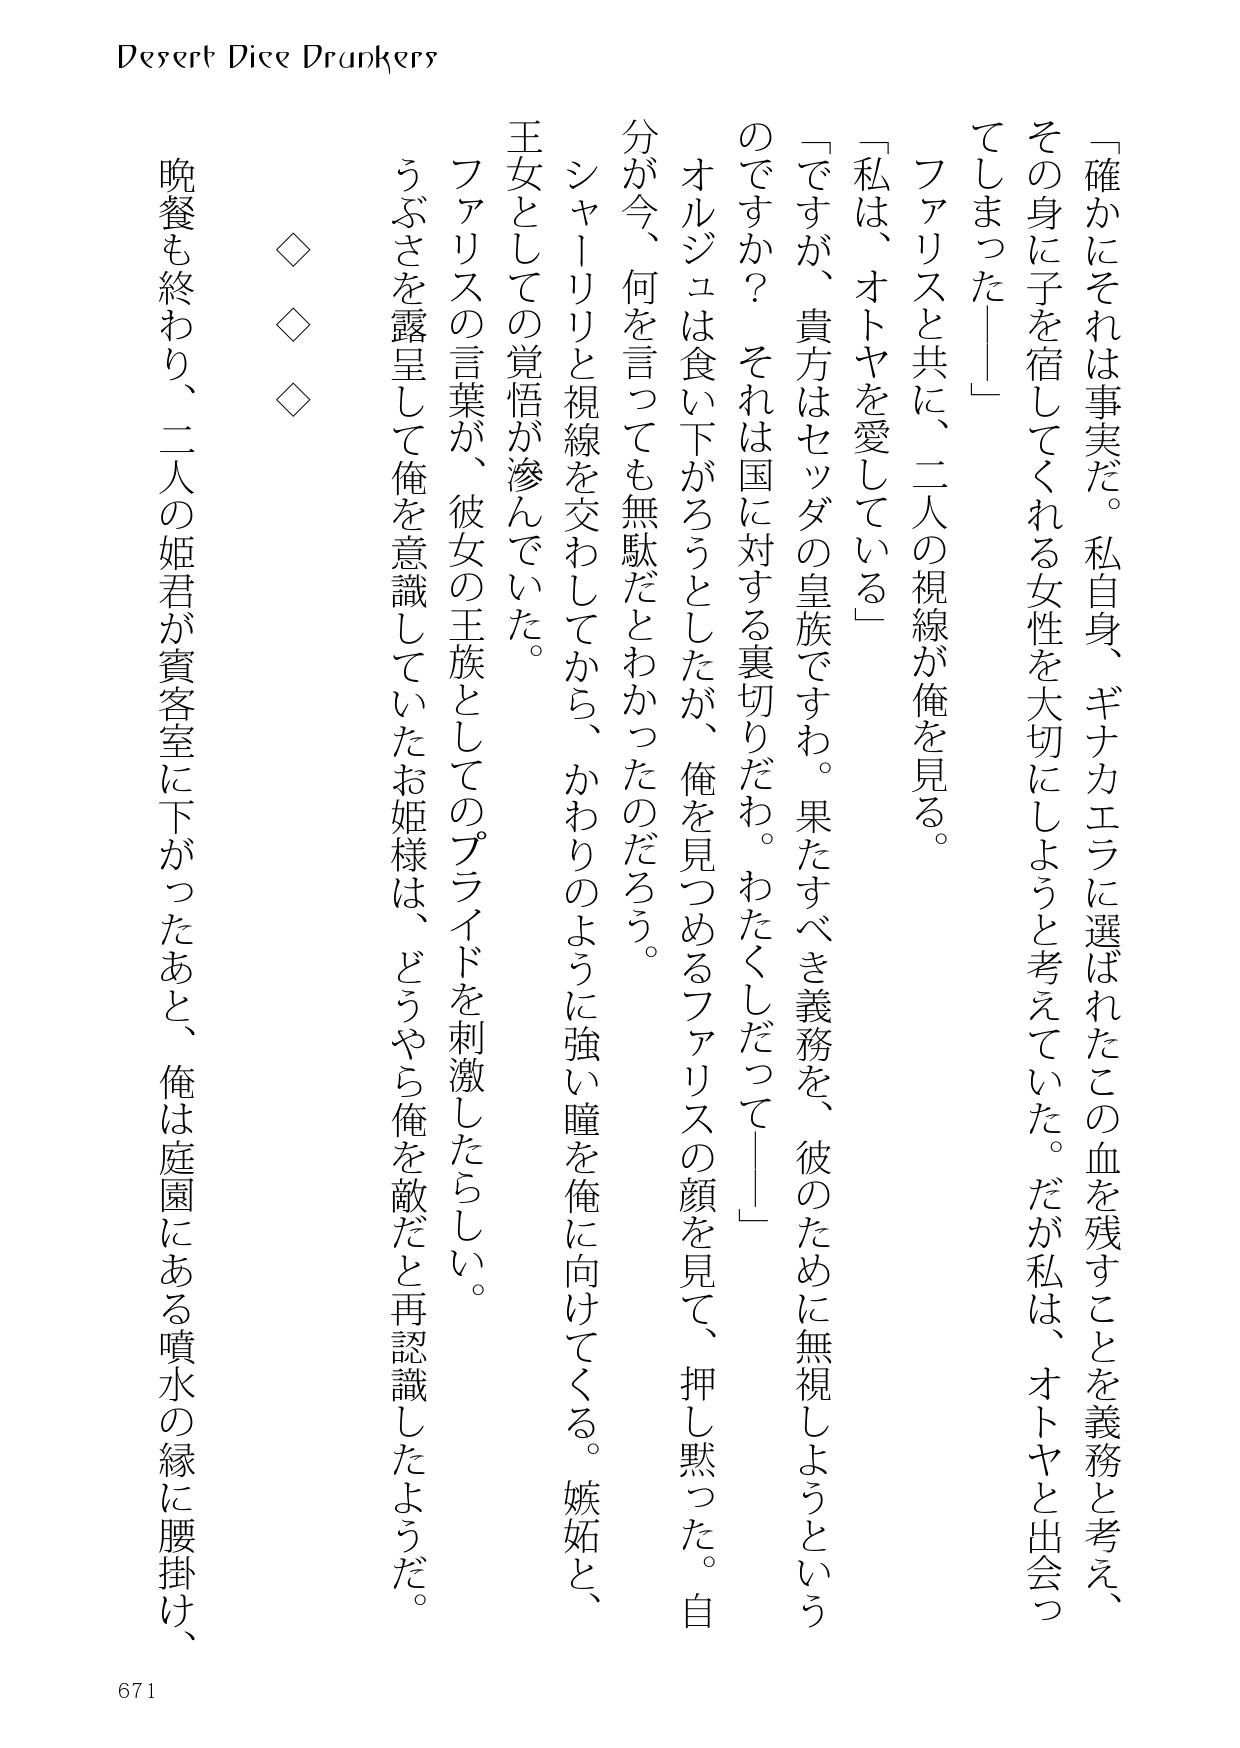 Desert Dice Drunkers
「確かにそれは事実だ。私自身、ギナカエラに選ばれたこの血を残すことを義務と考え、
その身に子を宿してくれる女性を大切にしようと考えていた。だが私は、オトヤと出会っ
てしまった――」
ファリスと共に、二人の視線が俺を見る。
「私は、オトヤを愛している」
「ですが、貴方はセッダの皇族ですわ。果たすべき義務を、彼のために無視しようという
のですか？　それは国に対する裏切りだわ。わたくしだって――」
オルジュは食い下がろうとしたが、俺を見つめるファリスの顔を見て、押し黙った。自
分が今、何を言っても無駄だとわかったのだろう。
シャーリリと視線を交わしてから、かわりのように強い瞳を俺に向けてくる。嫉妬と、
王女としての覚悟が滲んでいた。
ファリスの言葉が、彼女の王族としてのプライドを刺激したらしい。
うぶさを露呈して俺を意識していたお姫様は、どうやら俺を敵だと再認識したようだ。
◇　◇　◇
晩餐も終わり、二人の姫君が賓客室に下がったあと、俺は庭園にある噴水の縁に腰掛け、
671